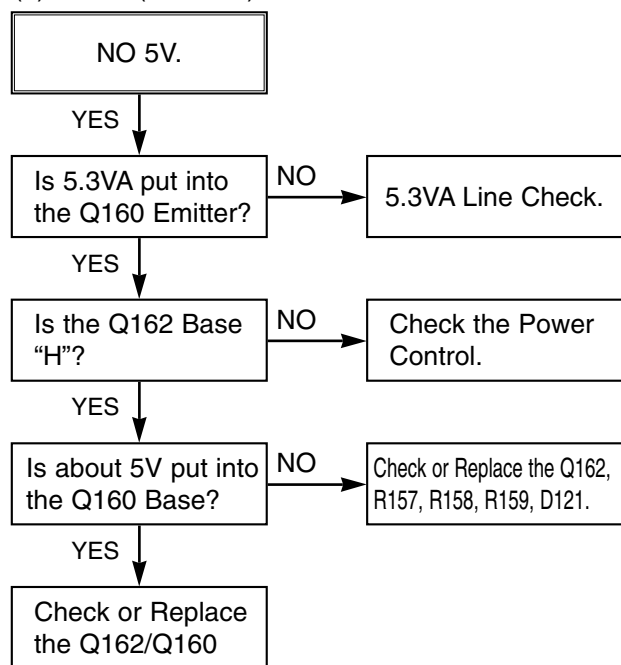 NO 5V.
YES
Is 5.3VA put into
the Q160 Emitter?
NO
5.3VA Line Check.
YES
Is the Q162 Base
“H”?
NO
Check the Power
Control.
YES
Is about 5V put into
the Q160 Base?
NO
Check or Replace the Q162,
R157, R158, R159, D121.
YES
Check or Replace
the Q162/Q160